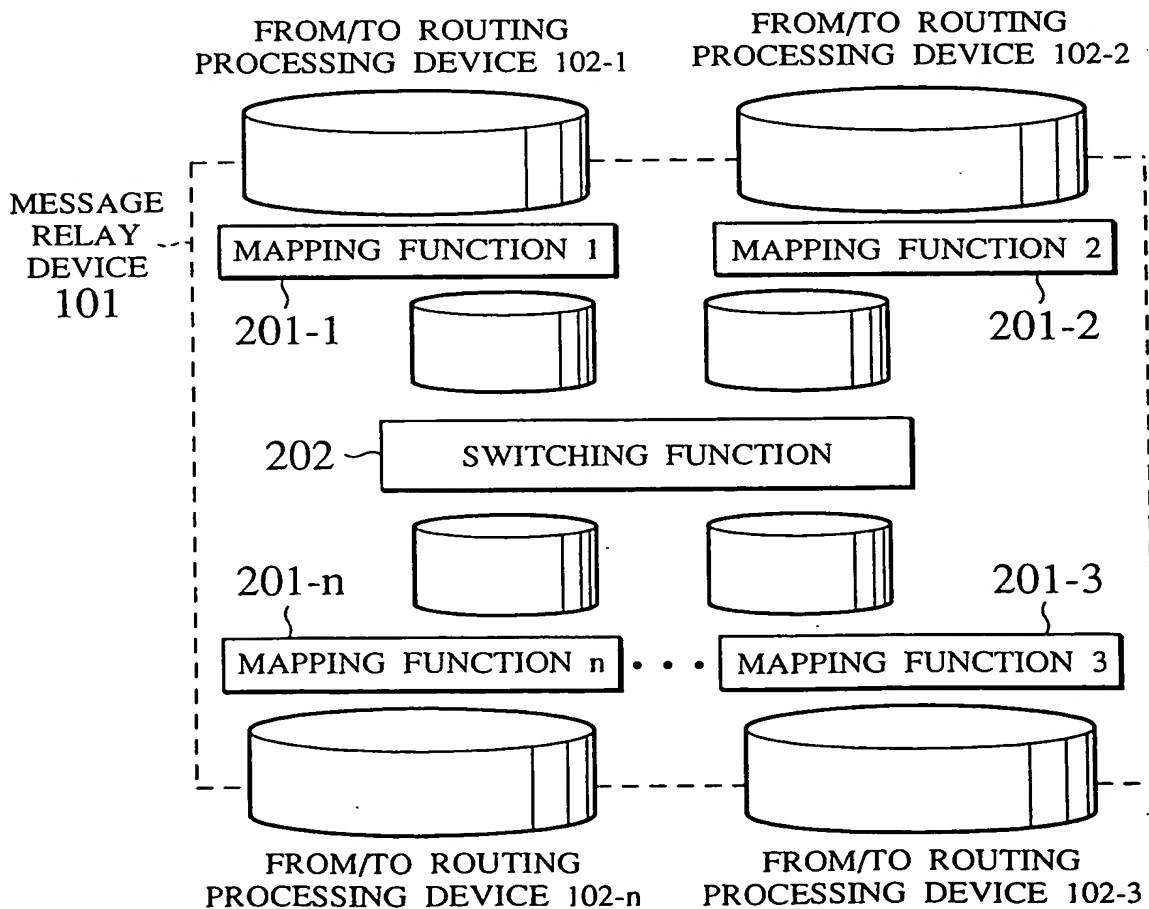 FROM/TO ROUTING
PROCESSING DEVICE 102-1
FROM/TO ROUTING
PROCESSING DEVICE 102-2
MESSAGE
RELAY
DEVICE
101
MAPPING FUNCTION 1
MAPPING FUNCTION 2
201-1
201-2
202
SWITCHING FUNCTION
201-n
201-3
MAPPING FUNCTION n
• • •
MAPPING FUNCTION 3
FROM/TO ROUTING
PROCESSING DEVICE 102-n
FROM/TO ROUTING
PROCESSING DEVICE 102-3